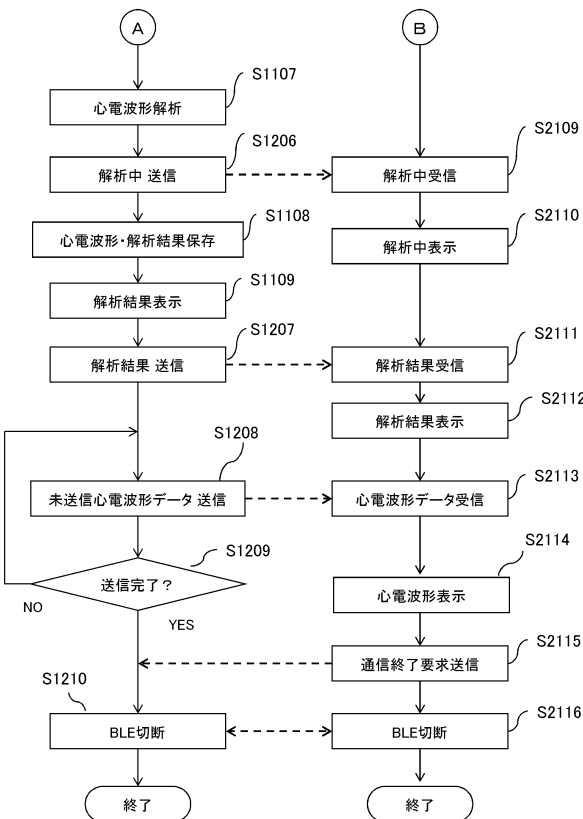 A
B
S1107
心電波形解析
S1206
S2109
解析中 送信
解析中受信
S1108
S2110
心電波形・解析結果保存
解析中表示
S1109
解析結果表示
S1207
S2111
解析結果 送信
解析結果受信
S2112
解析結果表示
S1208
S2113
未送信心電波形データ 送信
心電波形データ受信
S1209
S2114
送信完了？
心電波形表示
NO
YES
S2115
通信終了要求送信
S1210
S2116
BLE切断
BLE切断
終了
終了